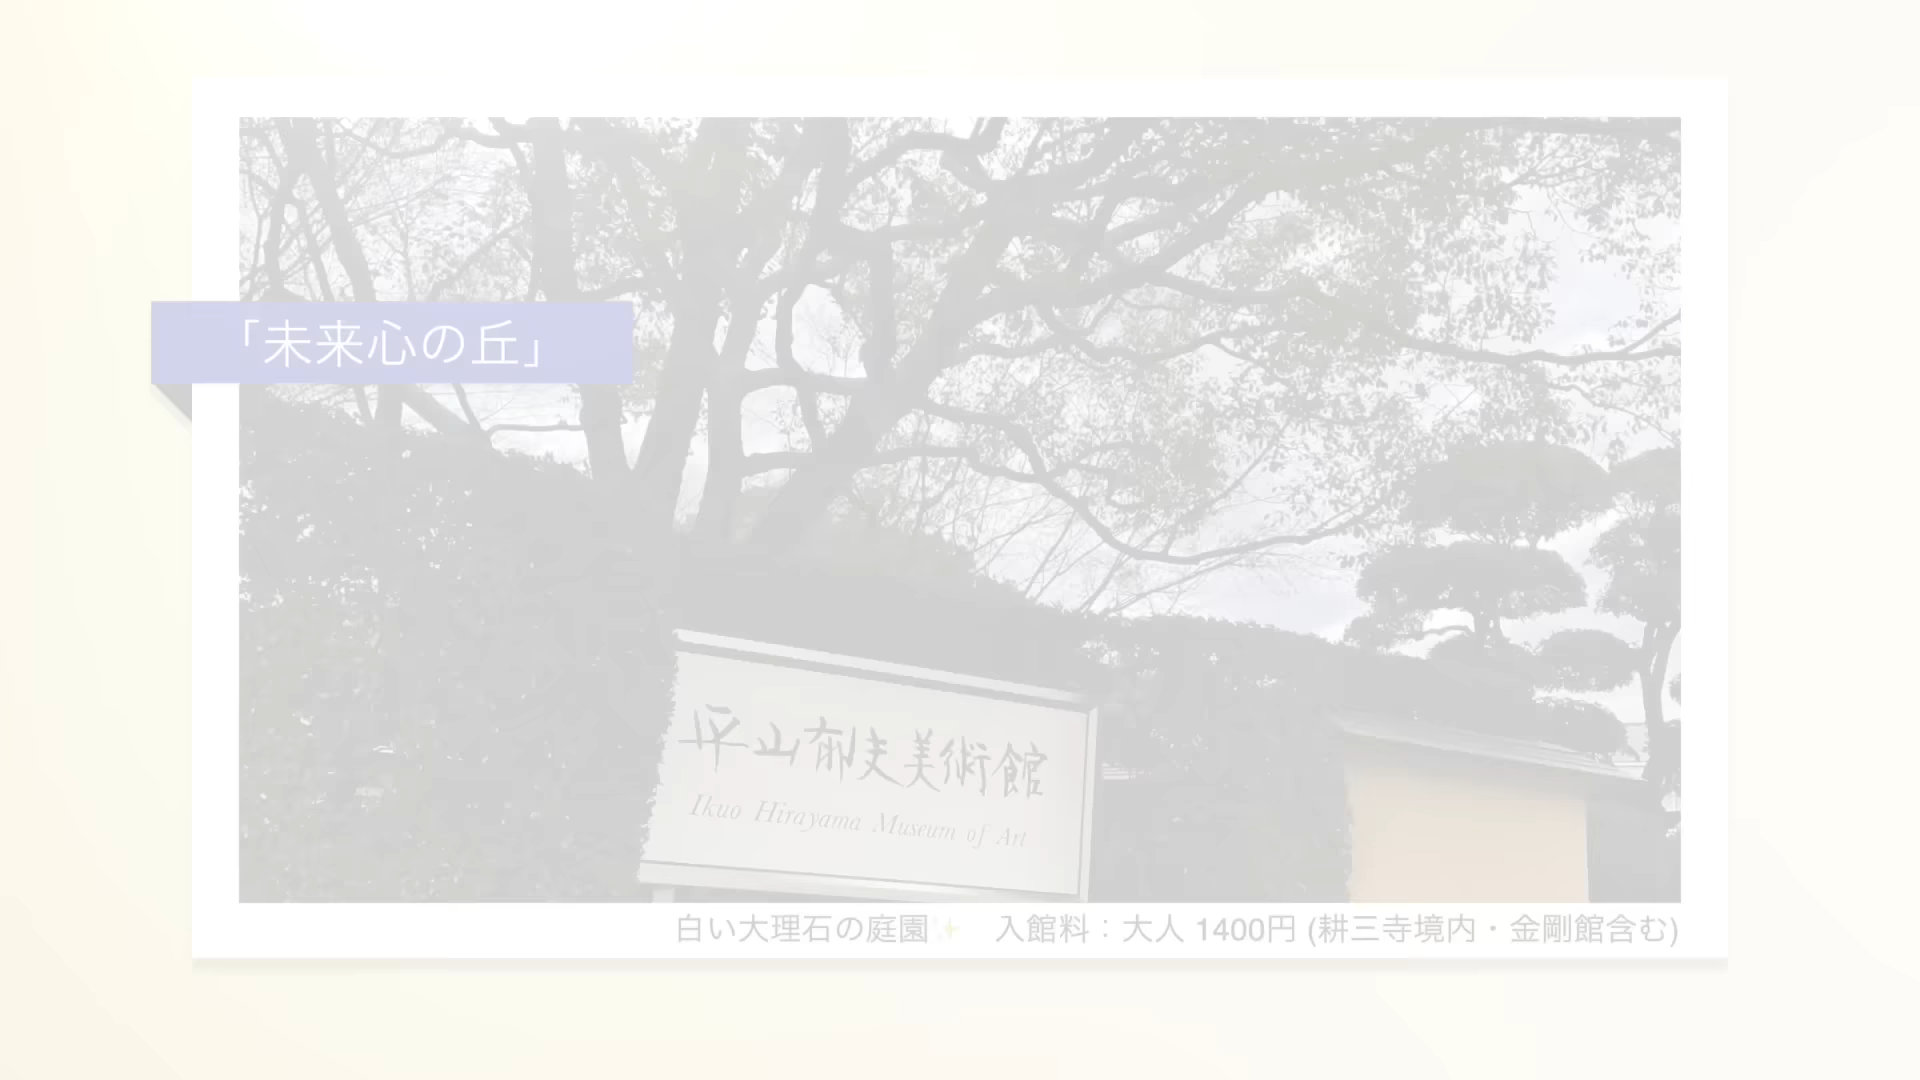 「未来心の丘」
平山郁夫美術館
Ikuo Hirayama Museum of Art
白い大理石の庭園✨ 入館料：大人 1400円 (耕三寺境内・金剛館含む)